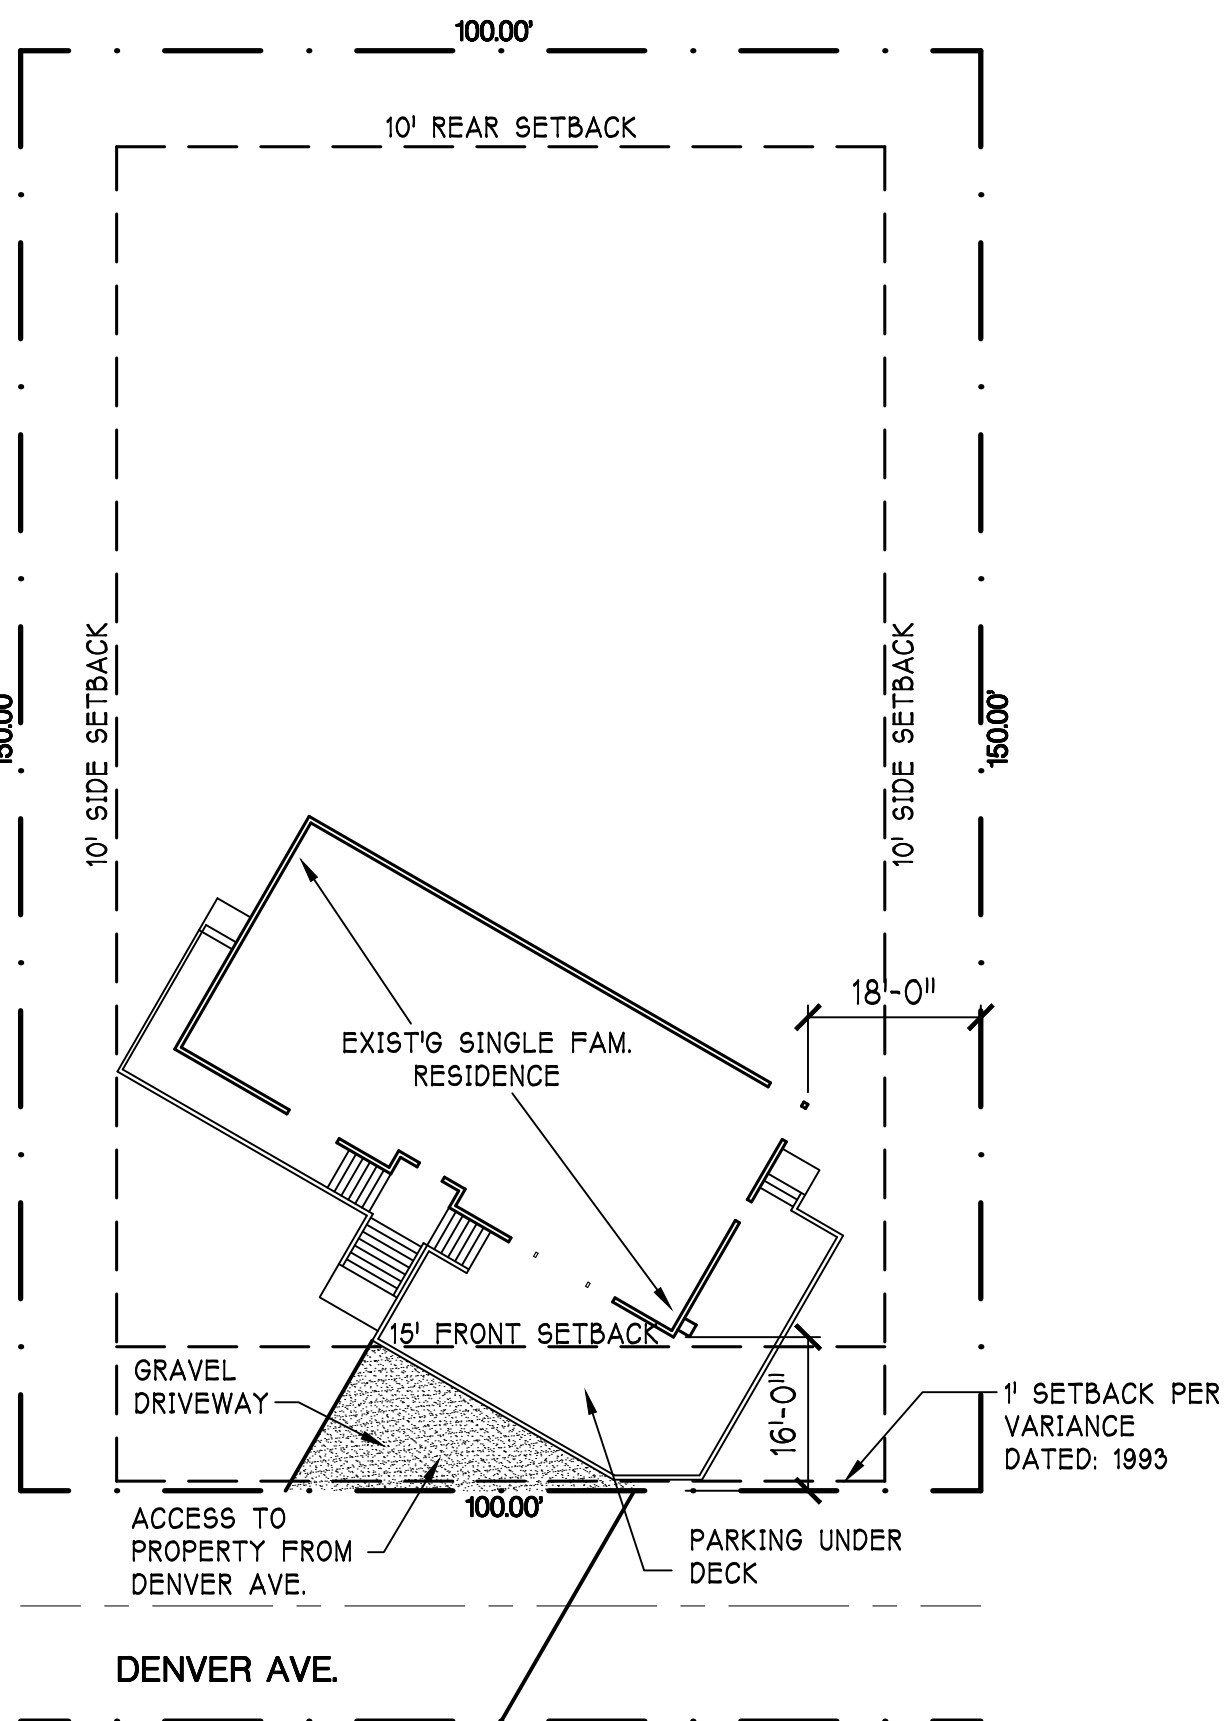 100.00'
10' REAR SETBACK
10' SIDE SETBACK
10' SIDE SETBACK
150.00'
150.00'
18'-0"
EXIST'G SINGLE FAM.
RESIDENCE
15' FRONT SETBACK
GRAVEL
DRIVEWAY
16'-0"
1' SETBACK PER
VARIANCE
DATED: 1993
100.00'
ACCESS TO
PROPERTY FROM
DENVER AVE.
PARKING UNDER
DECK
DENVER AVE.